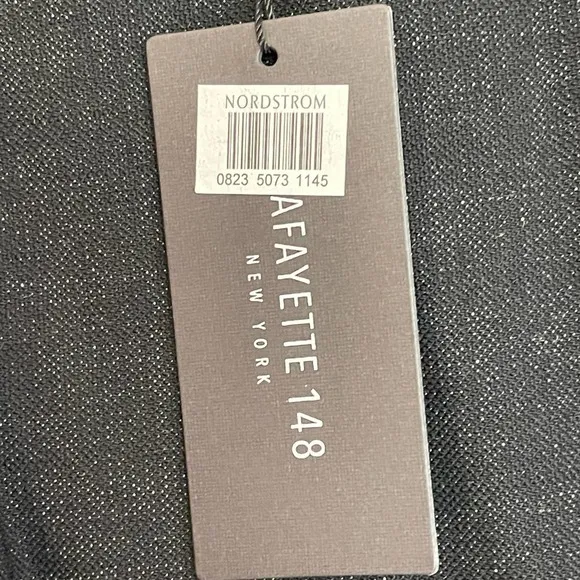 NORDSTROM
0823 5073 1145
AFAYETTE 148
NEW YORK